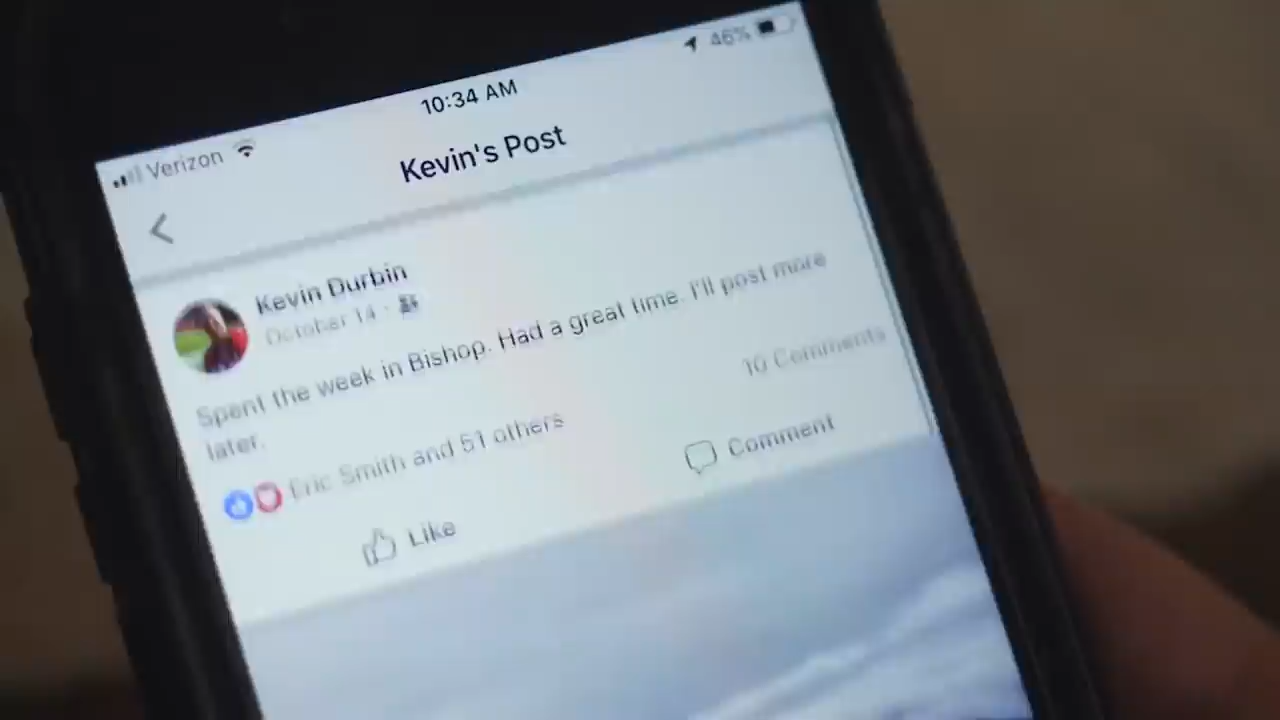 46%
10:34 AM
Verizon
Kevin's Post
Kevin Durbin
October 14 ·
Spent the week in Bishop. Had a great time. I'll post more
later.
10 Comments
Eric Smith and 51 others
Like
Comment